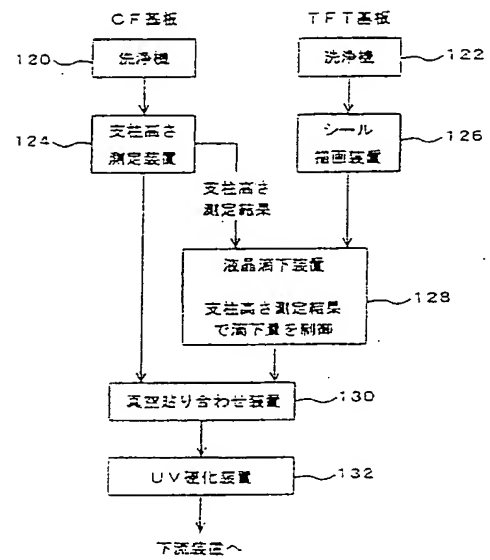 CF基板
TFT基板
120
洗浄機
洗浄機
122
124
支柱高さ
測定装置
シール
描画装置
126
支柱高さ
測定結果
液晶滴下装置
支柱高さ測定結果
で滴下量を制御
128
真空貼り合わせ装置
130
UV硬化装置
132
下流装置へ